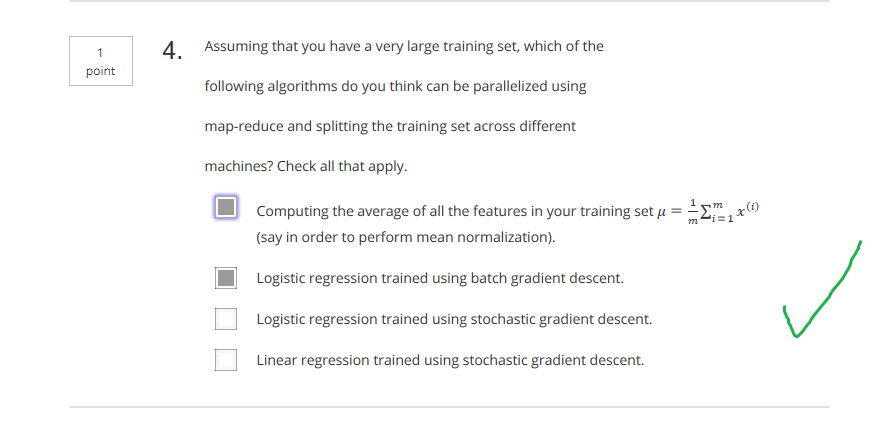 1
point
4.
Assuming that you have a very large training set, which of the
following algorithms do you think can be parallelized using
map-reduce and splitting the training set across different
machines? Check all that apply.
Computing the average of all the features in your training set μ = 1/m Σᵐᵢ₌₁ x⁽ⁱ⁾
(say in order to perform mean normalization).
Logistic regression trained using batch gradient descent.
Logistic regression trained using stochastic gradient descent.
Linear regression trained using stochastic gradient descent.